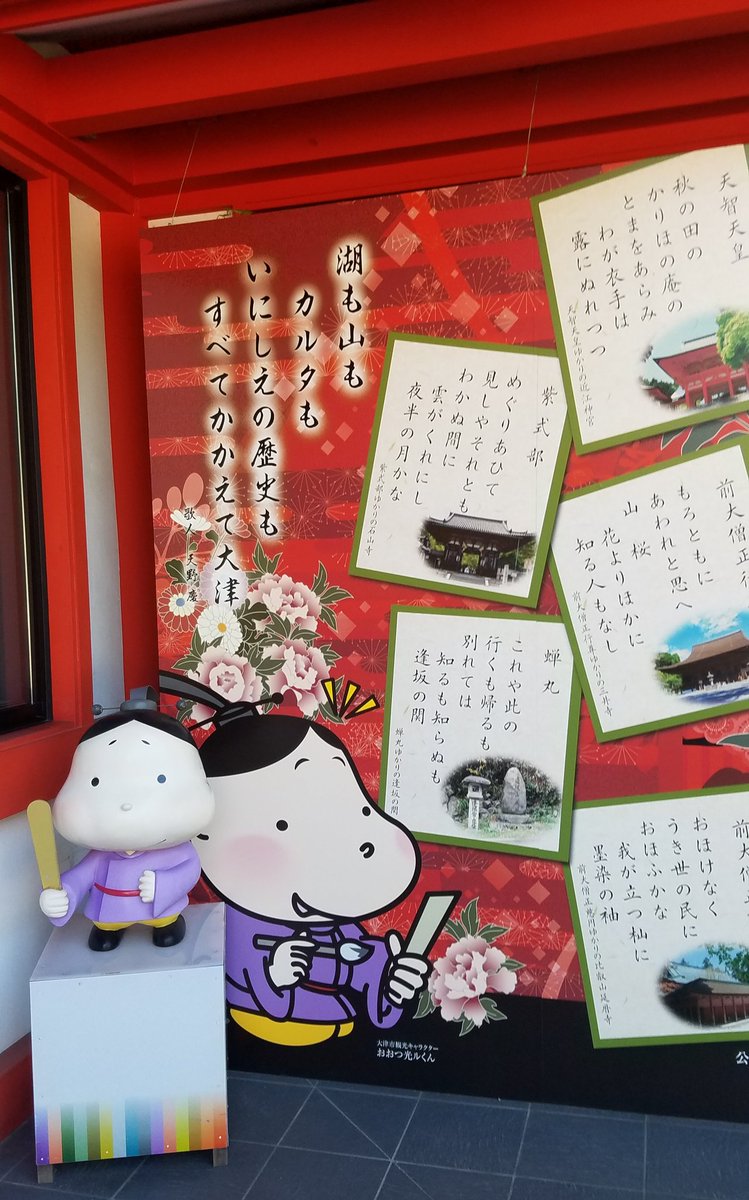 湖も山も
カルタも
いにしえの歴史も
すべてかかえて大津
歌人 天野慶
天智天皇
秋の田の
かりほの庵の
とまをあらみ
わが衣手は
露にぬれつつ
天智天皇ゆかりの近江神宮
紫式部
めぐりあひて
見しやそれとも
わかぬ間に
雲がくれにし
夜半の月かな
紫式部ゆかりの石山寺
前大僧正行
もろともに
あわれと思へ
山桜
花よりほかに
知る人もなし
前大僧正行尊ゆかりの三井寺
蝉丸
これや此の
行くも帰るも
別れては
知るも知らぬも
逢坂の関
蝉丸ゆかりの逢坂の関
前大僧
おほけなく
うき世の民に
おほふかな
我が立つ杣に
墨染の袖
前大僧正慈円ゆかりの比叡山延暦寺
大津市観光キャラクター
おおつ光ルくん
公